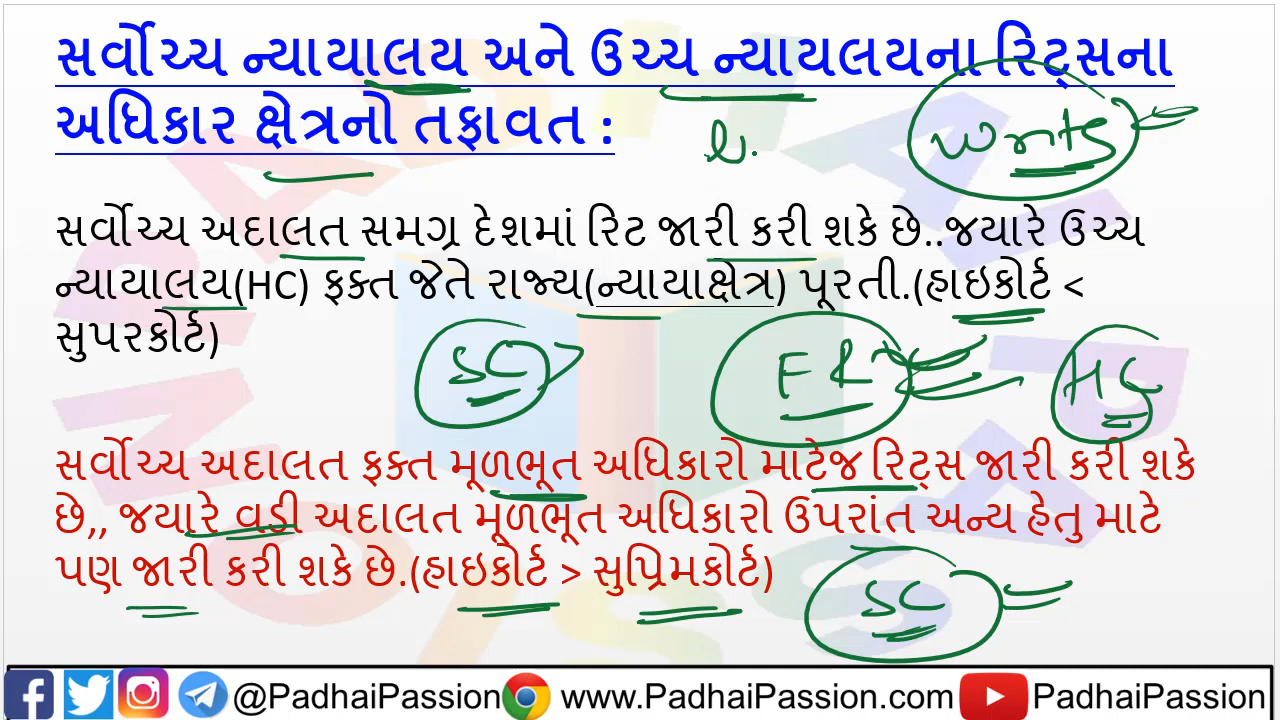 સર્વોચ્ચ ન્યાયાલય અને ઉચ્ચ ન્યાયલયના રિટ્સના
અધિકાર ક્ષેત્રનો તફાવત :
Writs
સર્વોચ્ચ અદાલત સમગ્ર દેશમાં રિટ જારી કરી શકે છે..જયારે ઉચ્ચ
ન્યાયાલય(HC) ફક્ત જેતે રાજ્ય(ન્યાયાક્ષેત્ર) પૂરતી.(હાઇકોર્ટ <
સુપરકોર્ટ)
SC FR HC
સર્વોચ્ચ અદાલત ફક્ત મૂળભૂત અધિકારો માટેજ રિટ્સ જારી કરી શકે
છે,, જયારે વડી અદાલત મૂળભૂત અધિકારો ઉપરાંત અન્ય હેતુ માટે
પણ જારી કરી શકે છે.(હાઇકોર્ટ > સુપ્રિમકોર્ટ)
SC
@PadhaiPassion www.PadhaiPassion.com PadhaiPassion